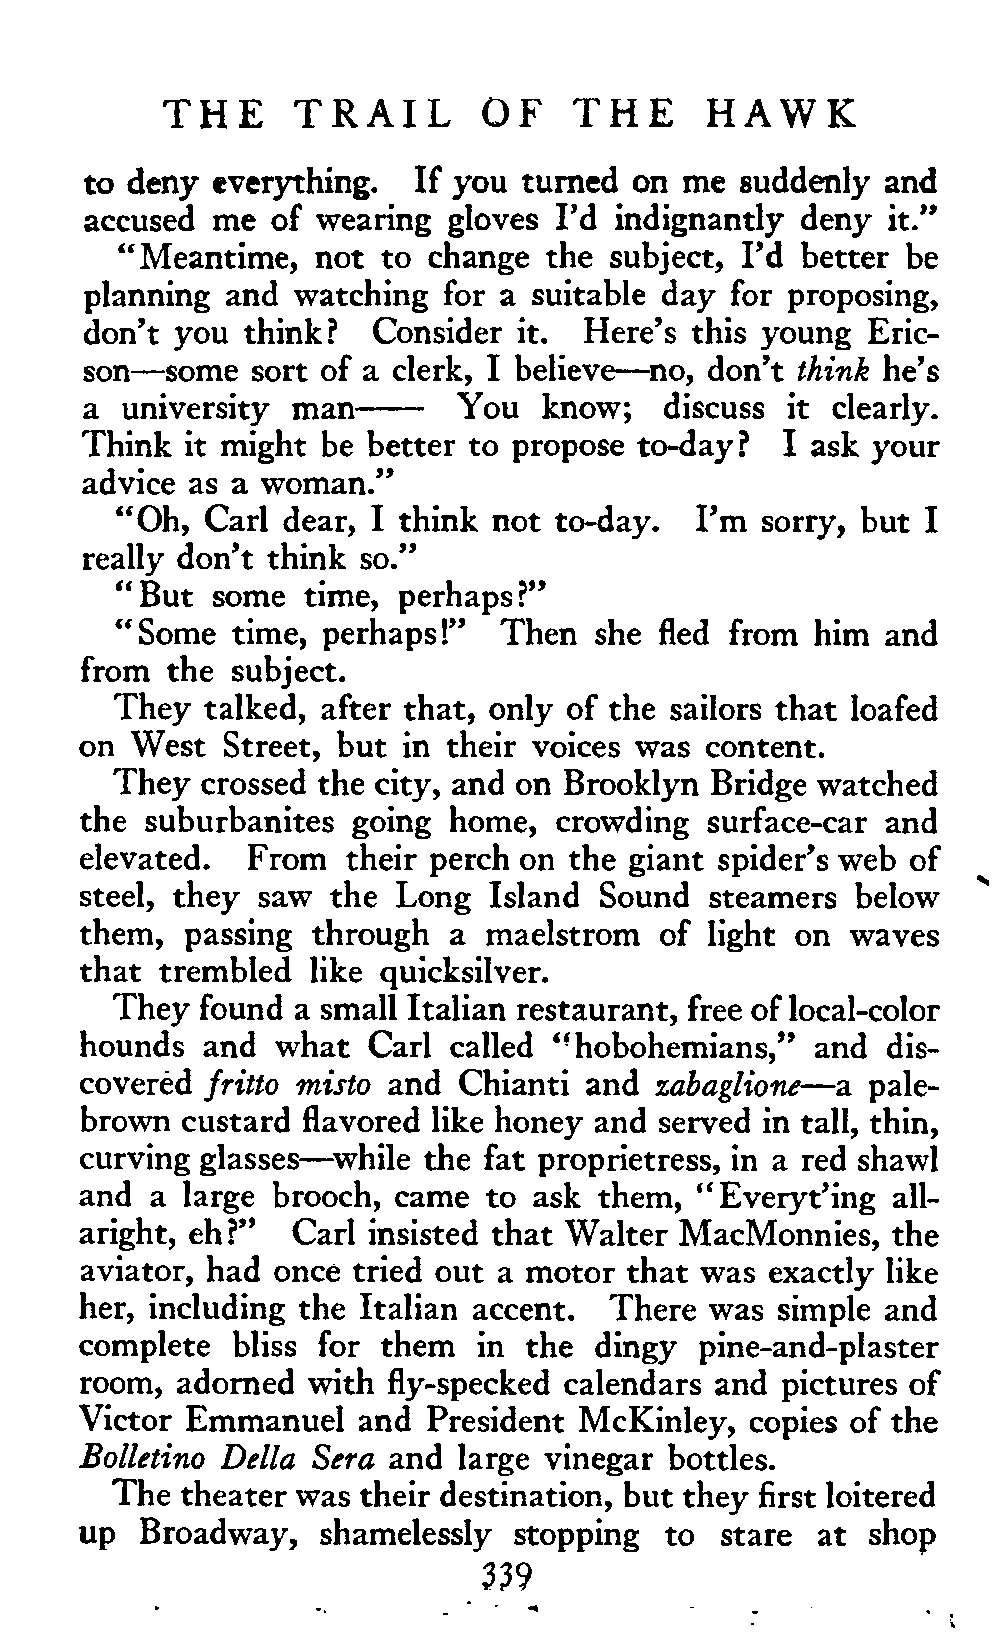 THE TRAIL OF THE HAWK
to deny everything. If you turned on me suddenly and
accused me of wearing gloves I'd indignantly deny it."
"Meantime, not to change the subject, I'd better be
planning and watching for a suitable day for proposing,
don't you think? Consider it. Here's this young Eric-
son—some sort of a clerk, I believe—no, don't think he's
a university man—— You know; discuss it clearly.
Think it might be better to propose to-day? I ask your
advice as a woman."
"Oh, Carl dear, I think not to-day. I'm sorry, but I
really don't think so."
"But some time, perhaps?"
"Some time, perhaps!" Then she fled from him and
from the subject.
They talked, after that, only of the sailors that loafed
on West Street, but in their voices was content.
They crossed the city, and on Brooklyn Bridge watched
the suburbanites going home, crowding surface-car and
elevated. From their perch on the giant spider's web of
steel, they saw the Long Island Sound steamers below
them, passing through a maelstrom of light on waves
that trembled like quicksilver.
They found a small Italian restaurant, free of local-color
hounds and what Carl called "hobohemians," and dis-
covered fritto misto and Chianti and zabaglione—a pale-
brown custard flavored like honey and served in tall, thin,
curving glasses—while the fat proprietress, in a red shawl
and a large brooch, came to ask them, "Everyt'ing all-
aright, eh?" Carl insisted that Walter MacMonnies, the
aviator, had once tried out a motor that was exactly like
her, including the Italian accent. There was simple and
complete bliss for them in the dingy pine-and-plaster
room, adorned with fly-specked calendars and pictures of
Victor Emmanuel and President McKinley, copies of the
Bolletino Della Sera and large vinegar bottles.
The theater was their destination, but they first loitered
up Broadway, shamelessly stopping to stare at shop
339